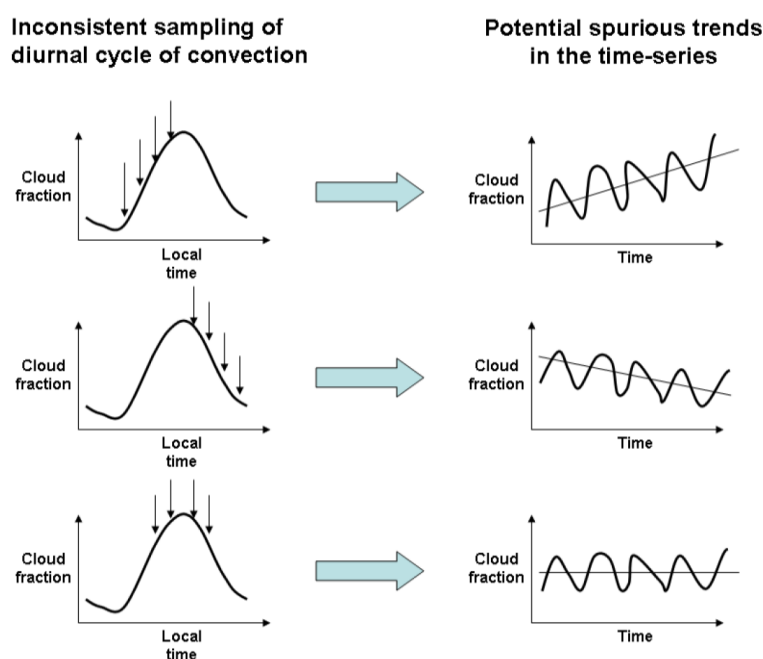 Inconsistent sampling of
diurnal cycle of convection
Potential spurious trends
in the time-series
Cloud
fraction
Local
time
Cloud
fraction
Time
Cloud
fraction
Local
time
Cloud
fraction
Time
Cloud
fraction
Local
time
Cloud
fraction
Time